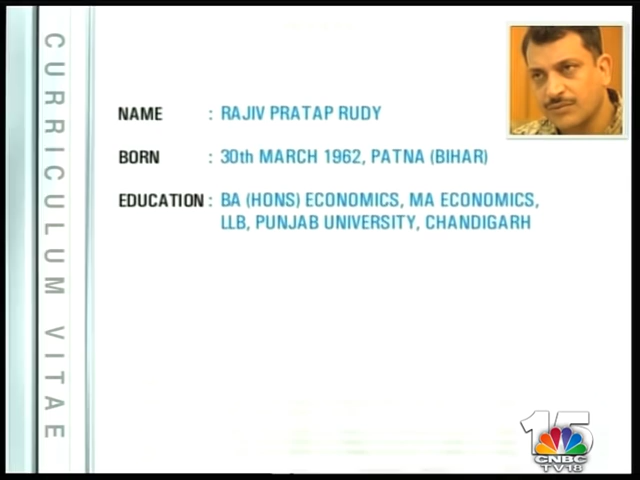 CURRICULUM VITAE
NAME : RAJIV PRATAP RUDY
BORN : 30th MARCH 1962, PATNA (BIHAR)
EDUCATION : BA (HONS) ECONOMICS, MA ECONOMICS,
LLB, PUNJAB UNIVERSITY, CHANDIGARH
15
CNBC
TV18